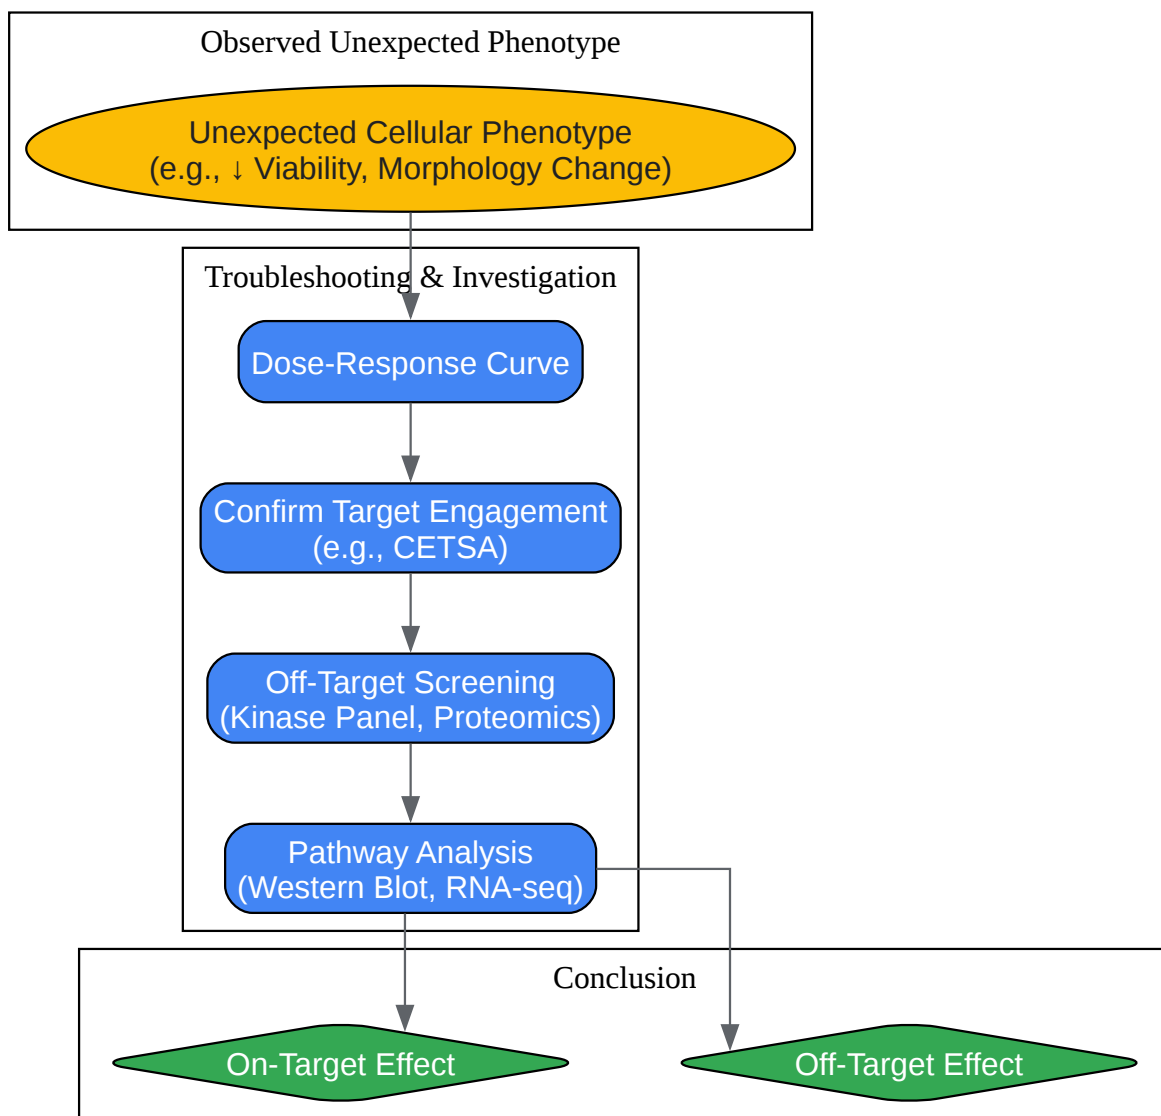 Observed Unexpected Phenotype
Unexpected Cellular Phenotype
(e.g., ↓ Viability, Morphology Change)
Troubleshooting & Investigation
Dose-Response Curve
Confirm Target Engagement
(e.g., CETSA)
Off-Target Screening
(Kinase Panel, Proteomics)
Pathway Analysis
(Western Blot, RNA-seq)
Conclusion
On-Target Effect
Off-Target Effect